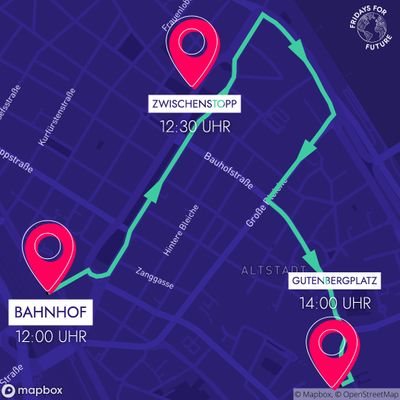 Frauenlobst
FRIDAYS FOR
FUTURE
ZWISCHENSTOPP
12:30 UHR
Kurfürstenstraße
Bauhofstraße
Große Bleiche
Hintere Bleiche
Zanggasse
ALTSTADT
BAHNHOF
12:00 UHR
GUTENBERGPLATZ
14:00 UHR
mapbox
© Mapbox, © OpenStreetMap